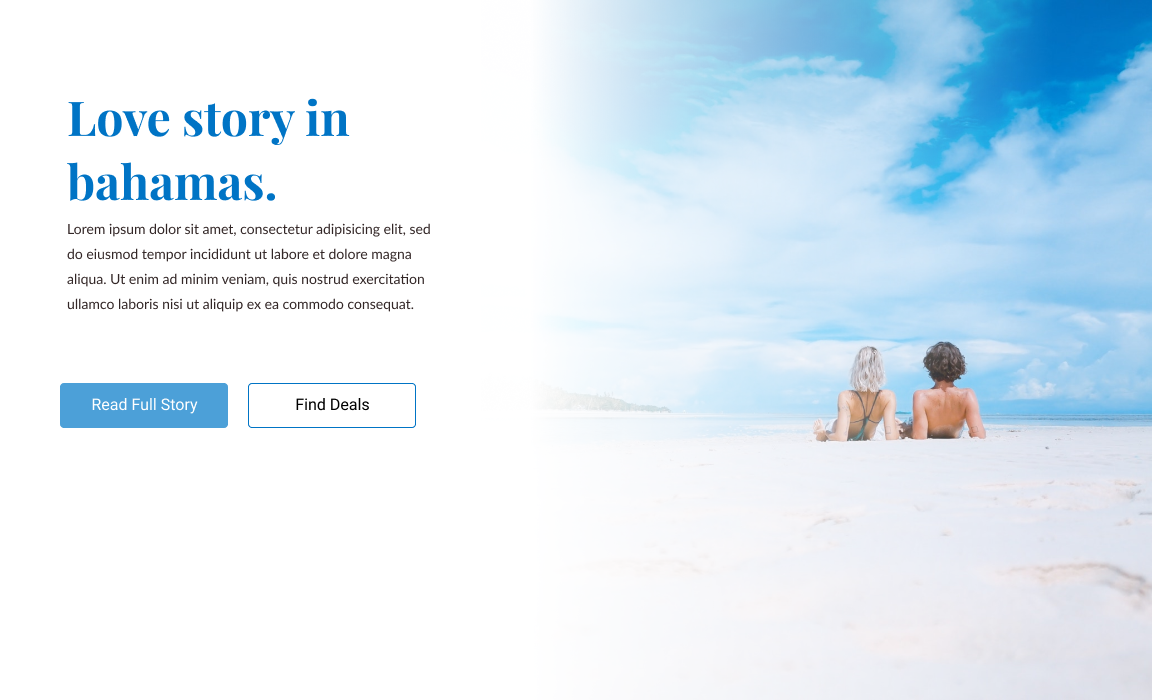 Love story in
bahamas.
Lorem ipsum dolor sit amet, consectetur adipisicing elit, sed
do eiusmod tempor incididunt ut labore et dolore magna
aliqua. Ut enim ad minim veniam, quis nostrud exercitation
ullamco laboris nisi ut aliquip ex ea commodo consequat.
Read Full Story
Find Deals